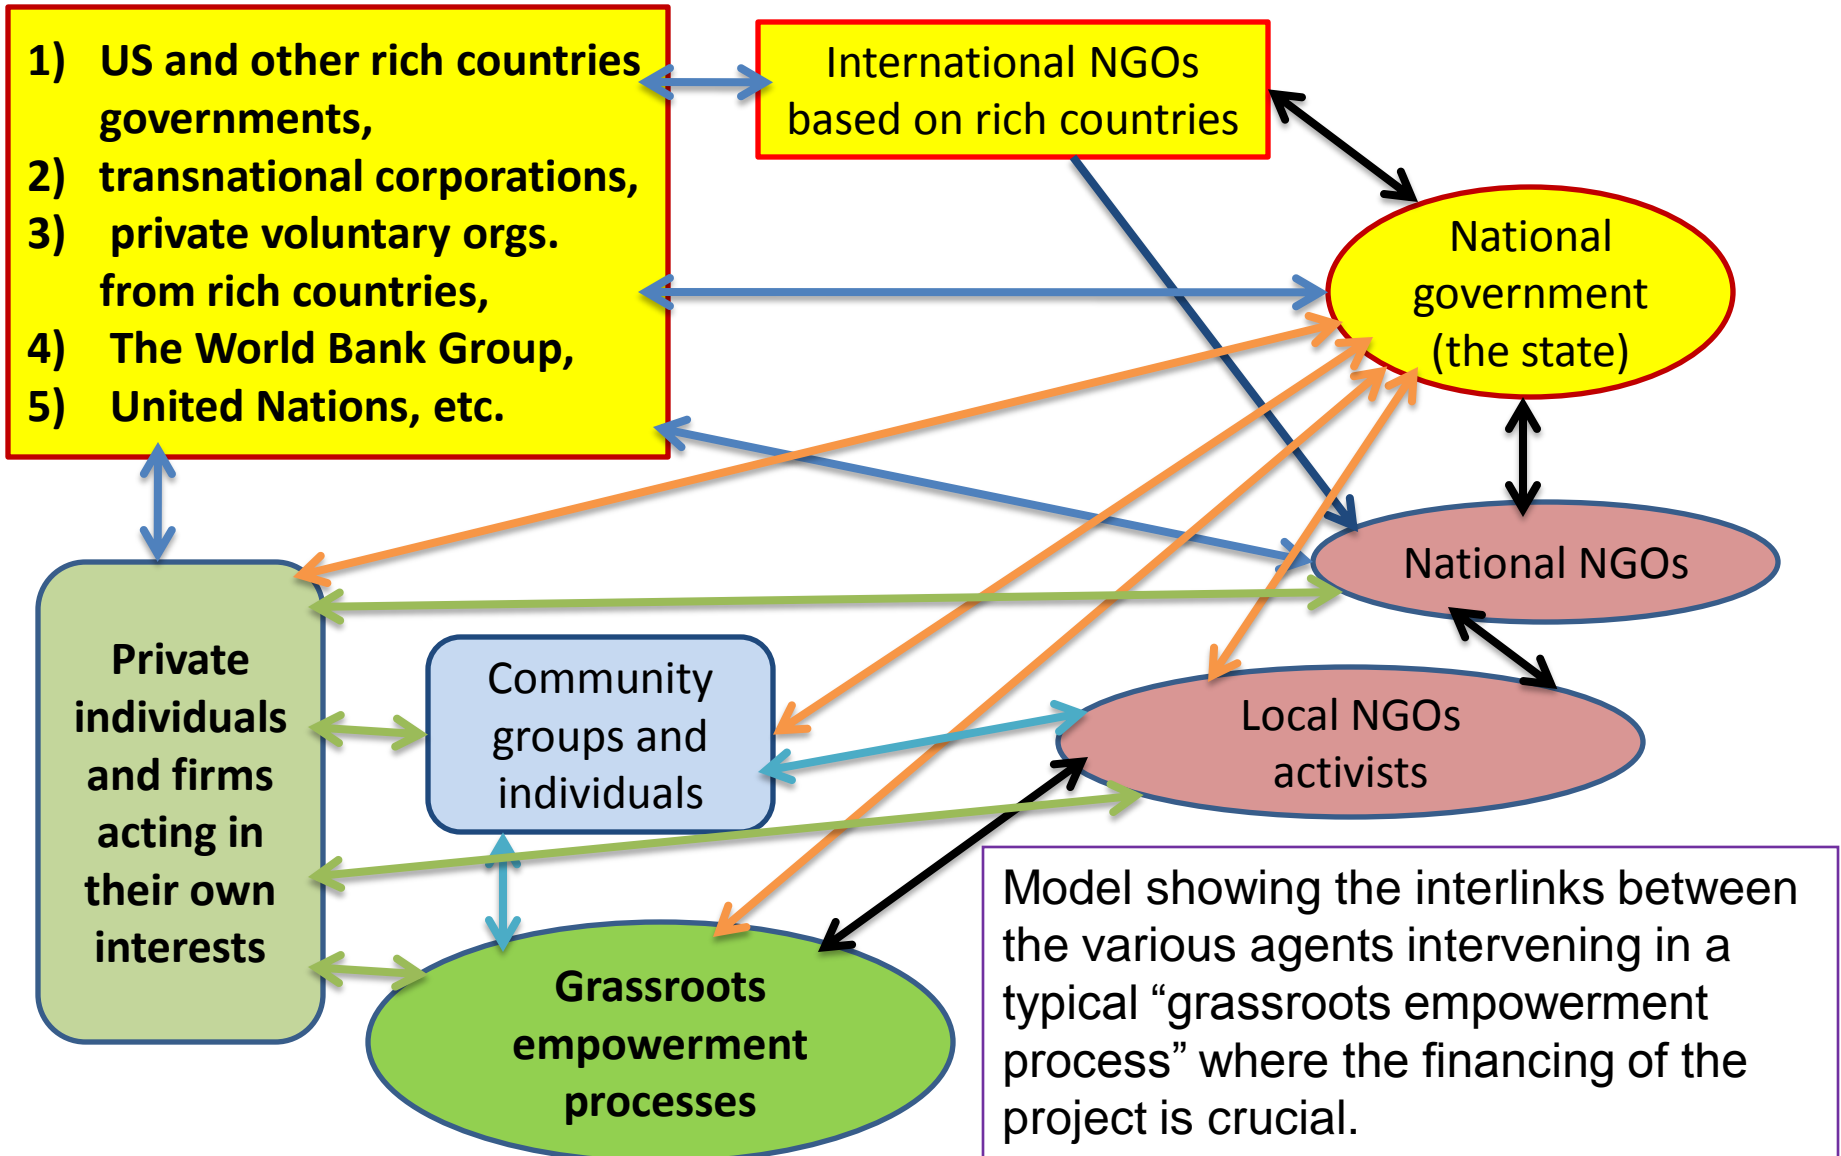 1) US and other rich countries
governments,
2) transnational corporations,
3) private voluntary orgs.
from rich countries,
4) The World Bank Group,
5) United Nations, etc.
International NGOs
based on rich countries
National
government
(the state)
National NGOs
Private
individuals
and firms
acting in
their own
interests
Community
groups and
individuals
Local NGOs
activists
Grassroots
empowerment
processes
Model showing the interlinks between
the various agents intervening in a
typical “grassroots empowerment
process” where the financing of the
project is crucial.